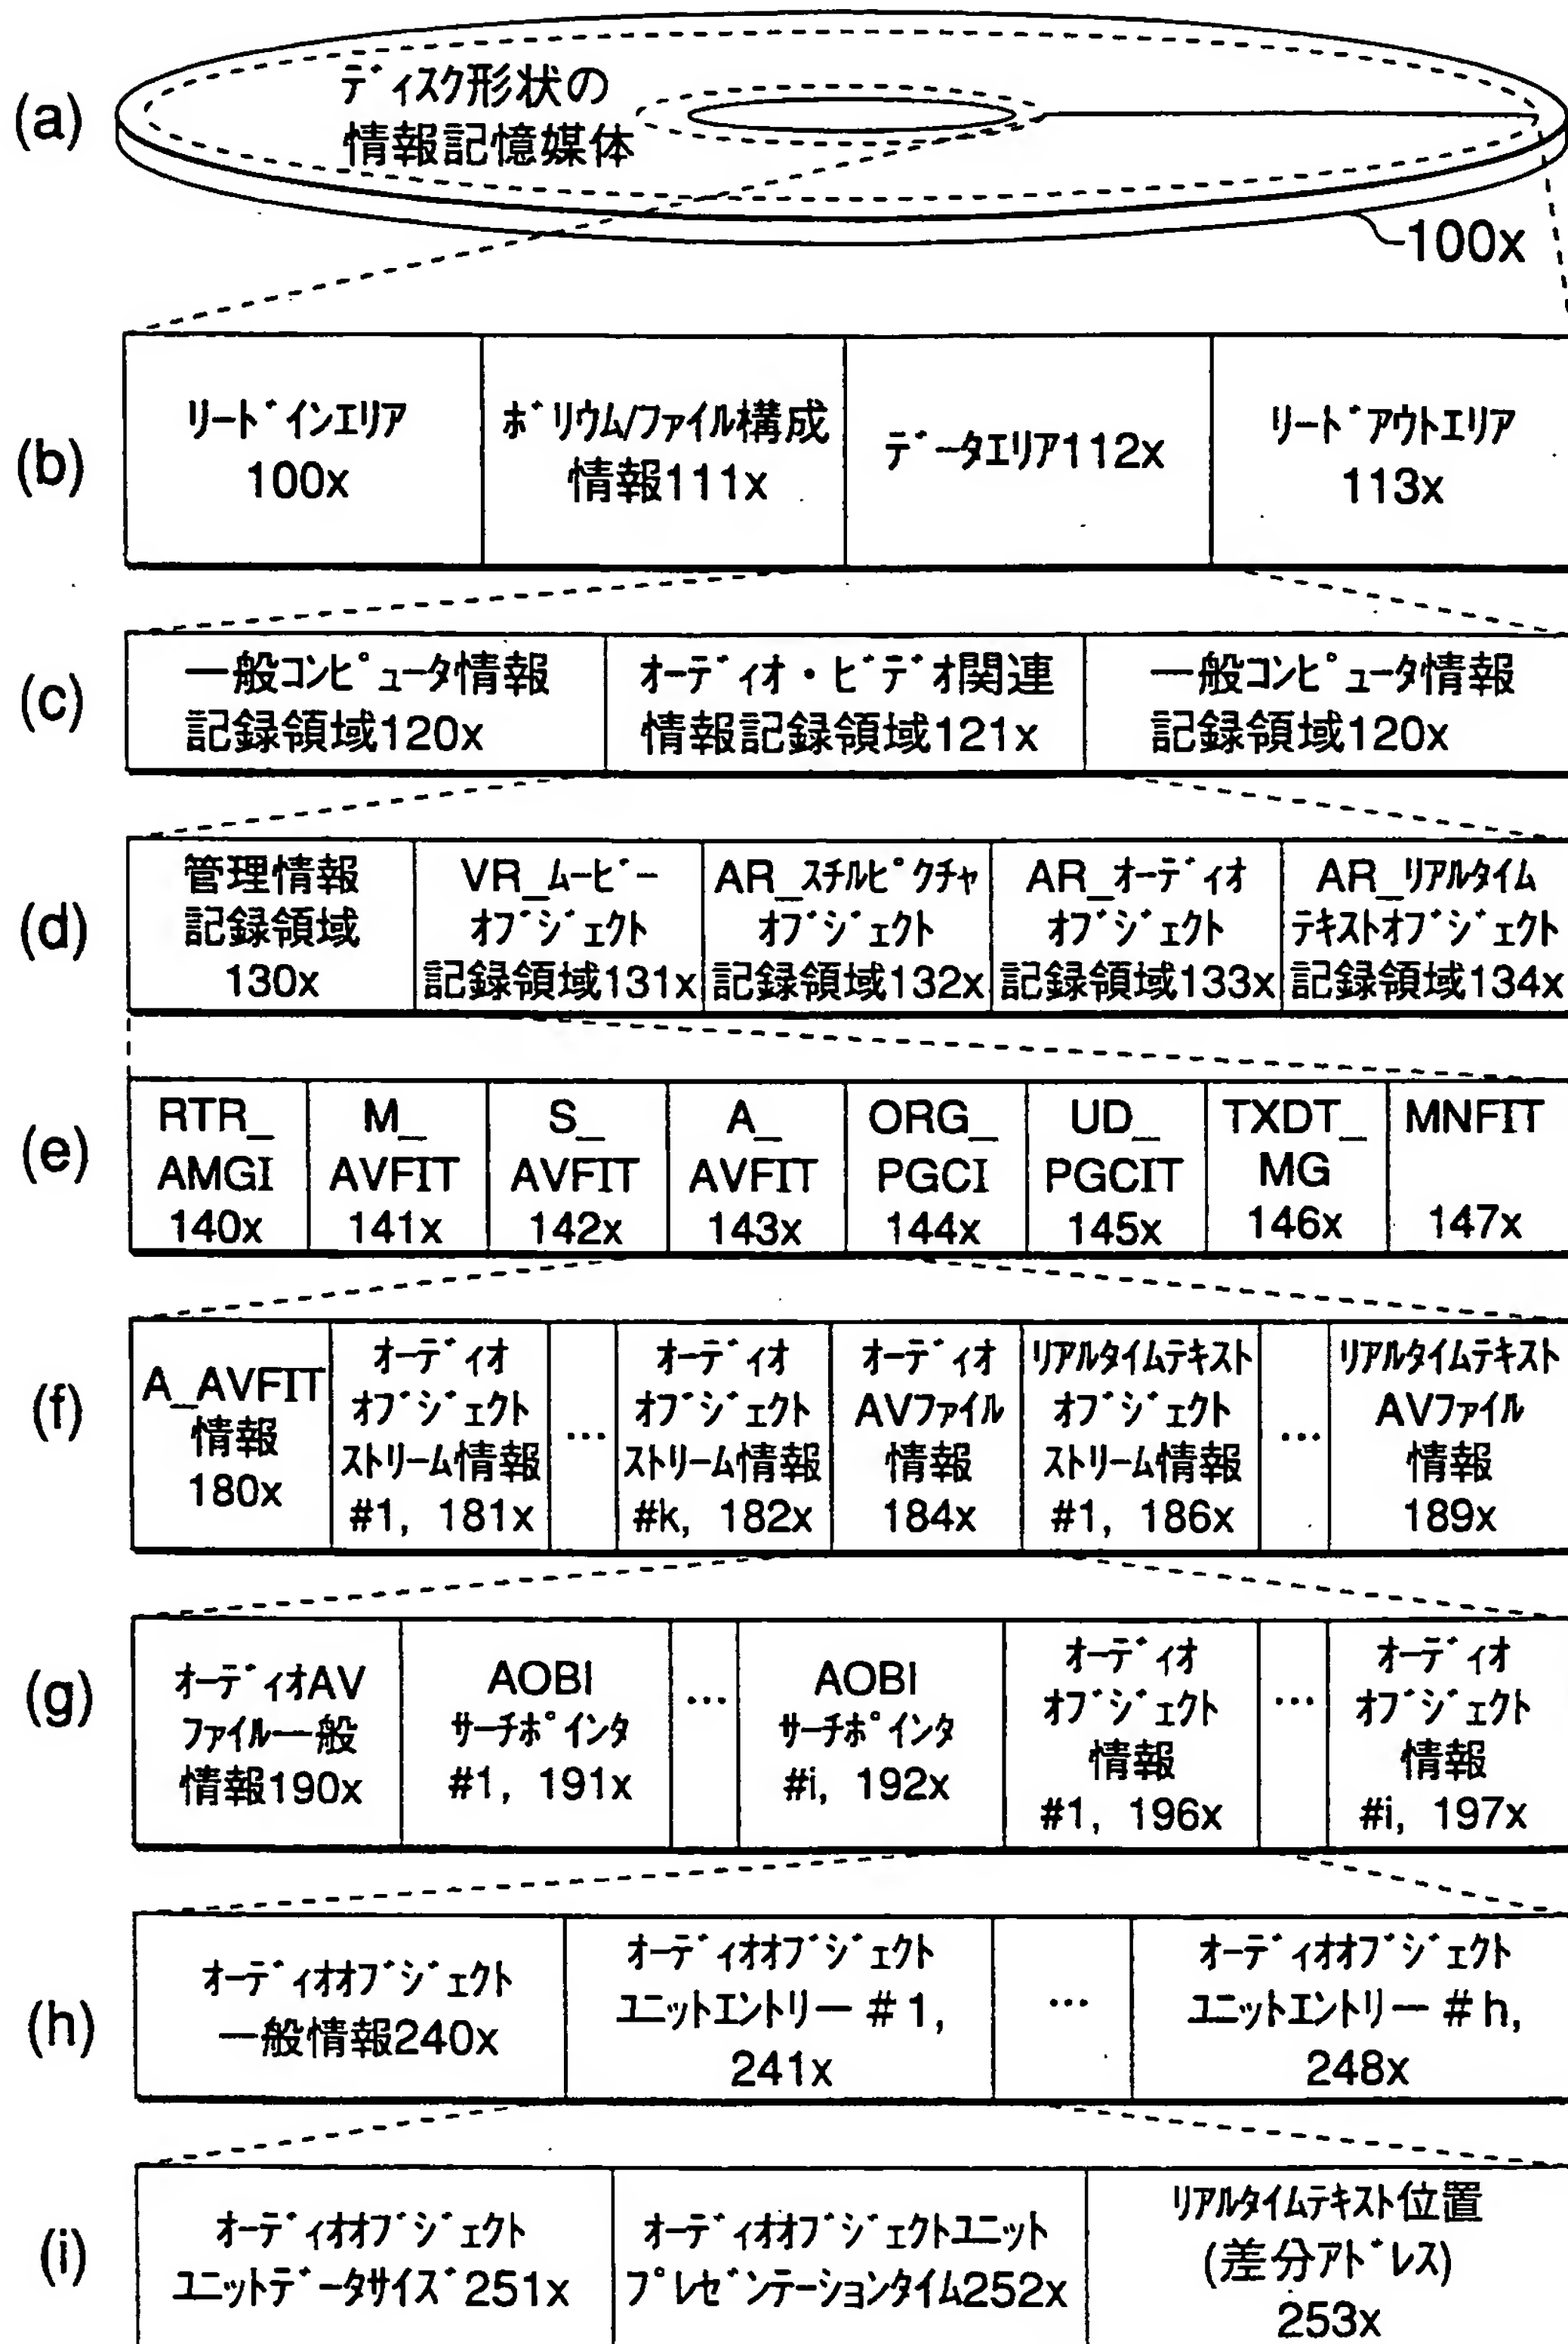 (a)
ディスク形状の
情報記憶媒体
100x
(b)
リードインエリア
100x
ボリウム/ファイル構成
情報111x
データエリア112x
リードアウトエリア
113x
(c)
一般コンピュータ情報
記録領域120x
オーディオ・ビデオ関連
情報記録領域121x
一般コンピュータ情報
記録領域120x
(d)
管理情報
記録領域
130x
VR_ムービー
オブジェクト
記録領域131x
AR_スチルピクチャ
オブジェクト
記録領域132x
AR_オーディオ
オブジェクト
記録領域133x
AR_リアルタイム
テキストオブジェクト
記録領域134x
(e)
RTR_
AMGI
140x
M_
AVFIT
141x
S_
AVFIT
142x
A_
AVFIT
143x
ORG_
PGCI
144x
UD_
PGCIT
145x
TXDT_
MG
146x
MNFIT
147x
(f)
A_AVFIT
情報
180x
オーディオ
オブジェクト
ストリーム情報
#1, 181x
...
オーディオ
オブジェクト
ストリーム情報
#k, 182x
オーディオ
AVファイル
情報
184x
リアルタイムテキスト
オブジェクト
ストリーム情報
#1, 186x
...
リアルタイムテキスト
AVファイル
情報
189x
(g)
オーディオAV
ファイル一般
情報190x
AOBI
サーチポインタ
#1, 191x
...
AOBI
サーチポインタ
#i, 192x
オーディオ
オブジェクト
情報
#1, 196x
...
オーディオ
オブジェクト
情報
#i, 197x
(h)
オーディオオブジェクト
一般情報240x
オーディオオブジェクト
ユニットエントリー #1,
241x
...
オーディオオブジェクト
ユニットエントリー #h,
248x
(i)
オーディオオブジェクト
ユニットデータサイズ251x
オーディオオブジェクトユニット
プレゼンテーションタイム252x
リアルタイムテキスト位置
(差分アドレス)
253x